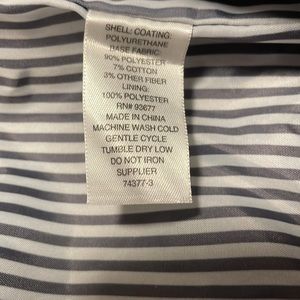 SHELL: COATING:
POLYURETHANE
BASE FABRIC:
90% POLYESTER
7% COTTON
3% OTHER FIBER
LINING:
100% POLYESTER
RN# 93677
MADE IN CHINA
MACHINE WASH COLD
GENTLE CYCLE
TUMBLE DRY LOW
DO NOT IRON
SUPPLIER
74377-3